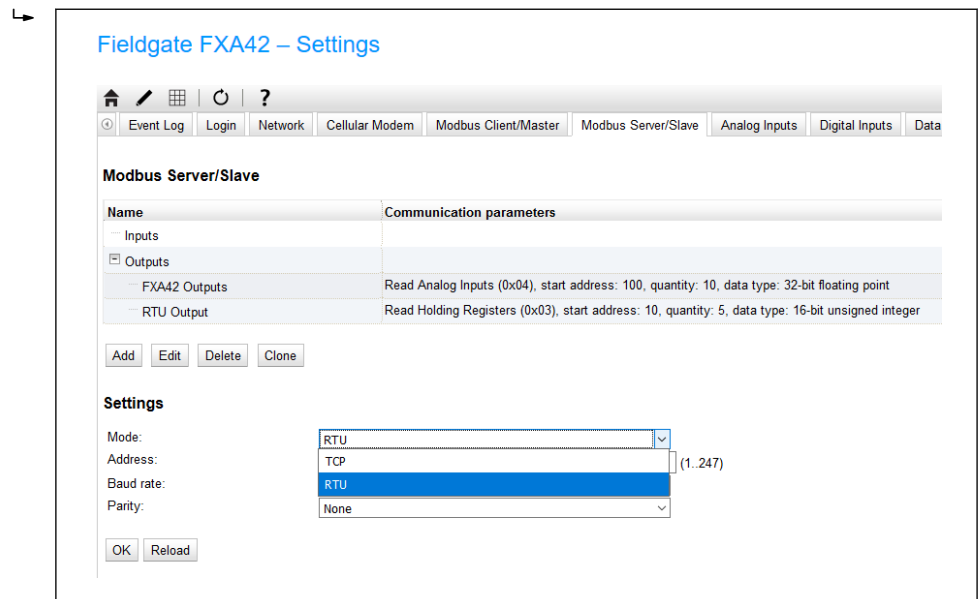 Fieldgate FXA42 – Settings
Event Log Login Network Cellular Modem Modbus Client/Master Modbus Server/Slave Analog Inputs Digital Inputs Data
Modbus Server/Slave
Name Communication parameters
Inputs
Outputs
FXA42 Outputs Read Analog Inputs (0x04), start address: 100, quantity: 10, data type: 32-bit floating point
RTU Output Read Holding Registers (0x03), start address: 10, quantity: 5, data type: 16-bit unsigned integer
Add Edit Delete Clone
Settings
Mode: RTU
Address: TCP (1..247)
Baud rate: RTU
Parity: None
OK Reload